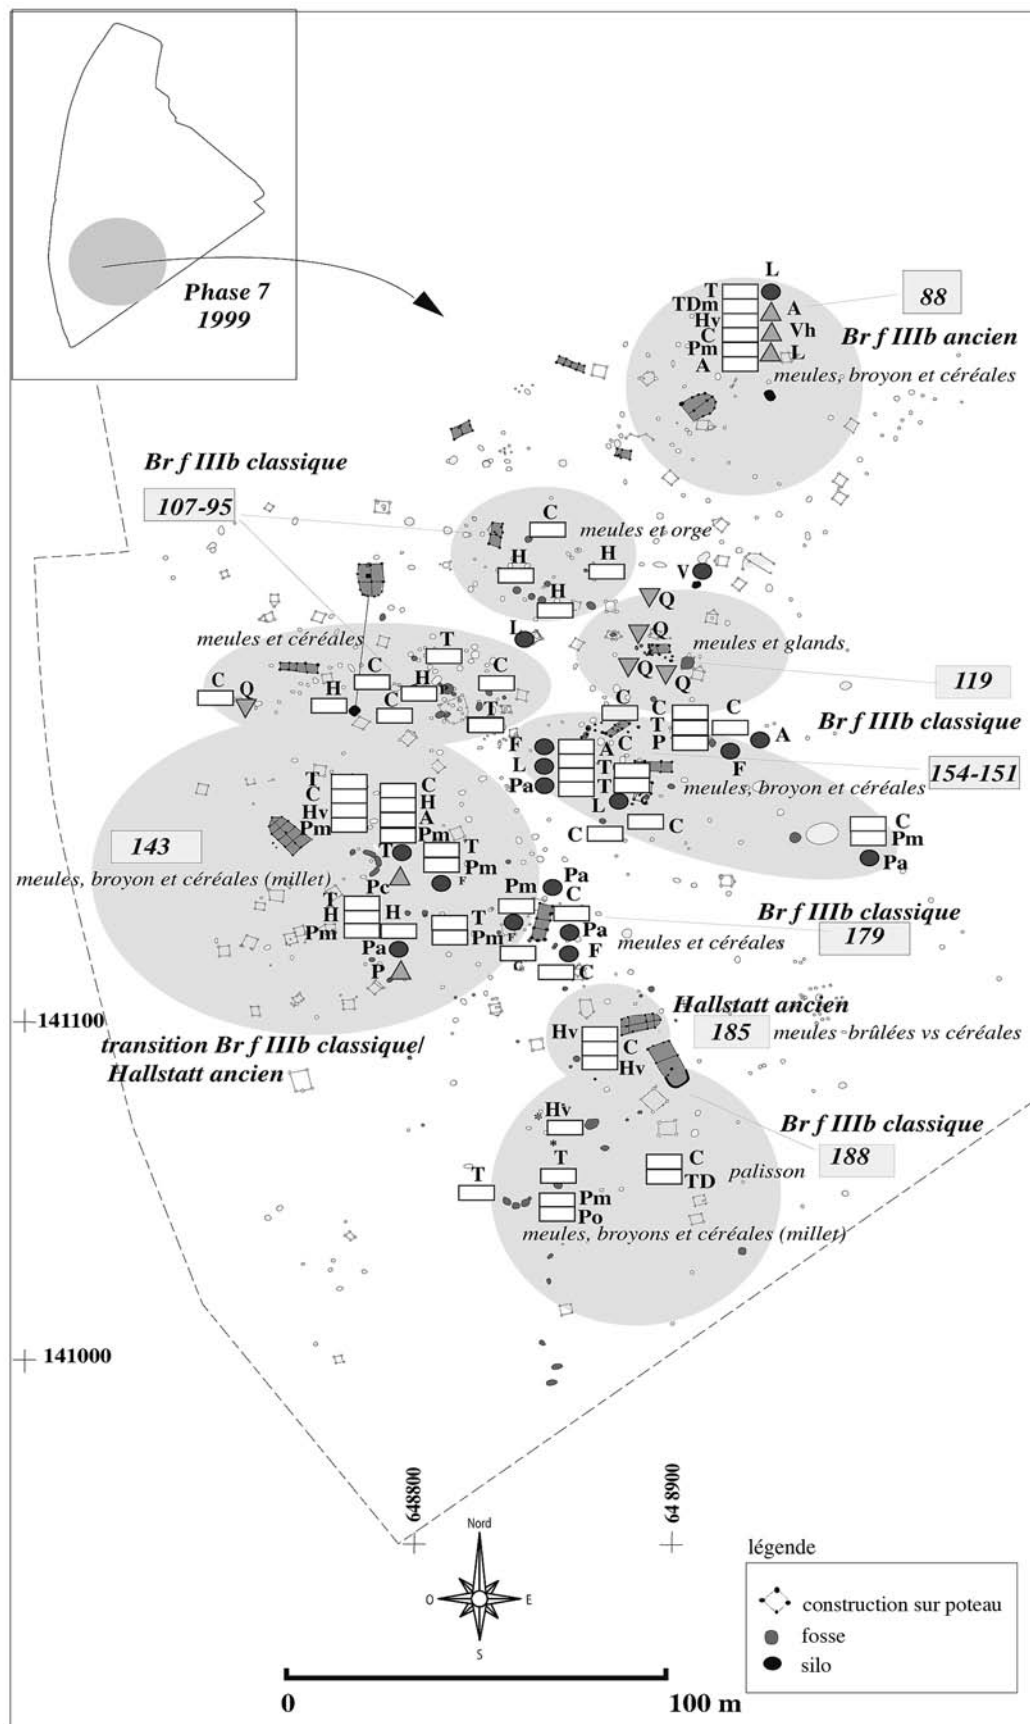 Phase 7
1999
L
T
TDm
Hv
C
Pm
A
A
Vh
L
88
Br f IIIb ancien
meules, broyon et céréales
Br f IIIb classique
107-95
C
meules et orge
H
H
H
V
L
Q
Q
Q
Q
meules et glands
119
Br f IIIb classique
meules et céréales
T
C
C
H
H
C
Q
C
T
C
C
T
P
C
C
A
F
F
L
Pa
A
T
T
L
154-151
meules, broyon et céréales
C
C
C
Pm
Pa
T
C
Hv
Pm
C
H
A
Pm
T
T
Pm
F
Pc
143
meules, broyon et céréales (millet)
T
H
Pm
H
Pa
P
T
Pm
Pm
F
C
Pa
C
Pa
F
C
Br f IIIb classique
179
meules et céréales
141100
transition Br f IIIb classique/
Hallstatt ancien
Hallstatt ancien
185
meules brûlées vs céréales
Hv
C
Hv
Hv
*
*
T
T
Pm
Po
C
TD
Br f IIIb classique
188
palisson
meules, broyons et céréales (millet)
141000
648800
64 8900
Nord
O
E
S
0
100 m
légende
construction sur poteau
fosse
silo